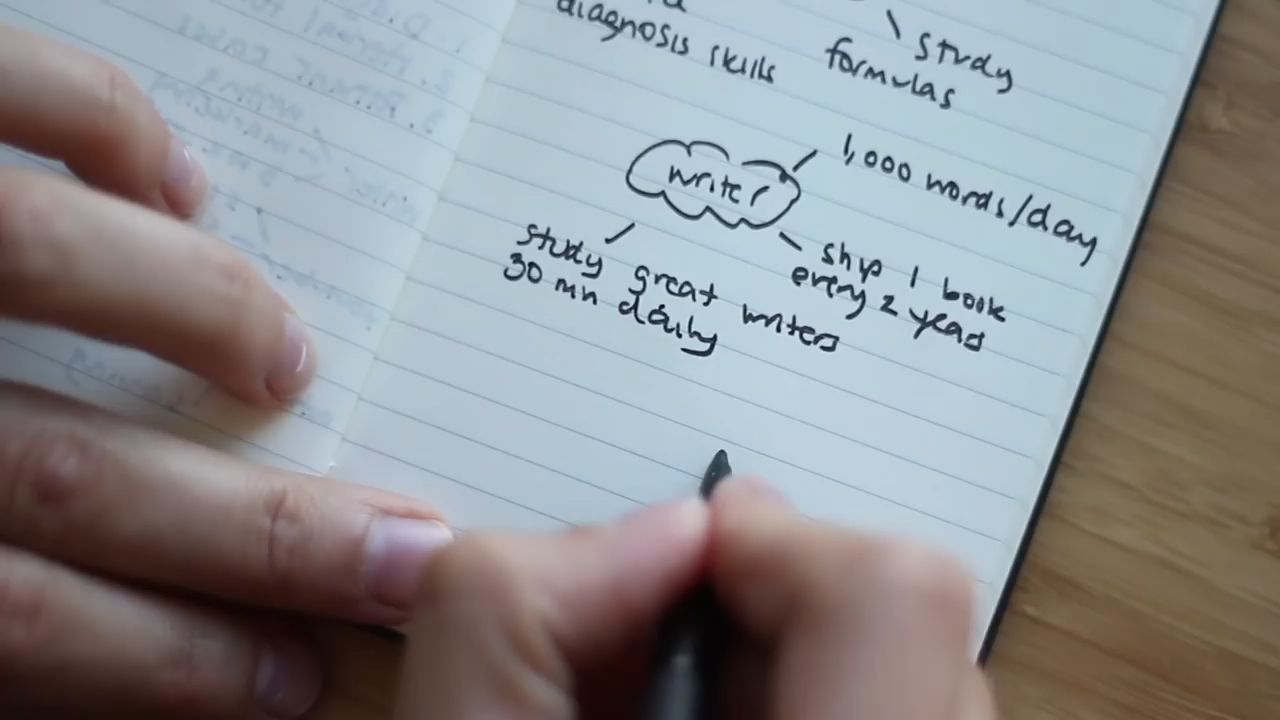 diagnosis skills
study
formulas
writer
1,000 words/day
study great writers
30 min daily
ship 1 book
every 2 years